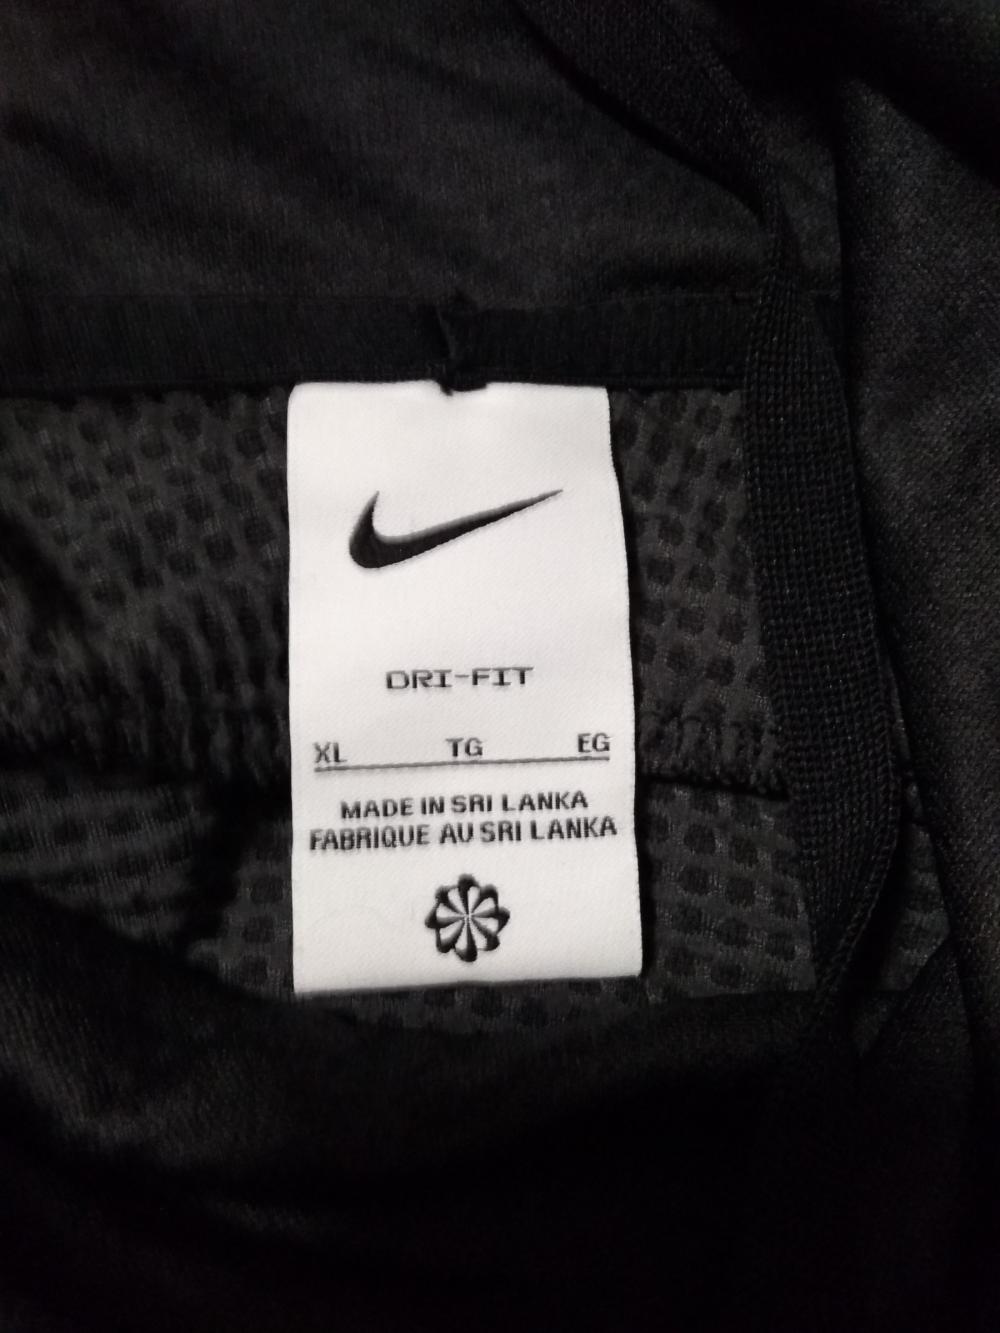 DRI-FIT
XL TG EG
MADE IN SRI LANKA
FABRIQUE AU SRI LANKA